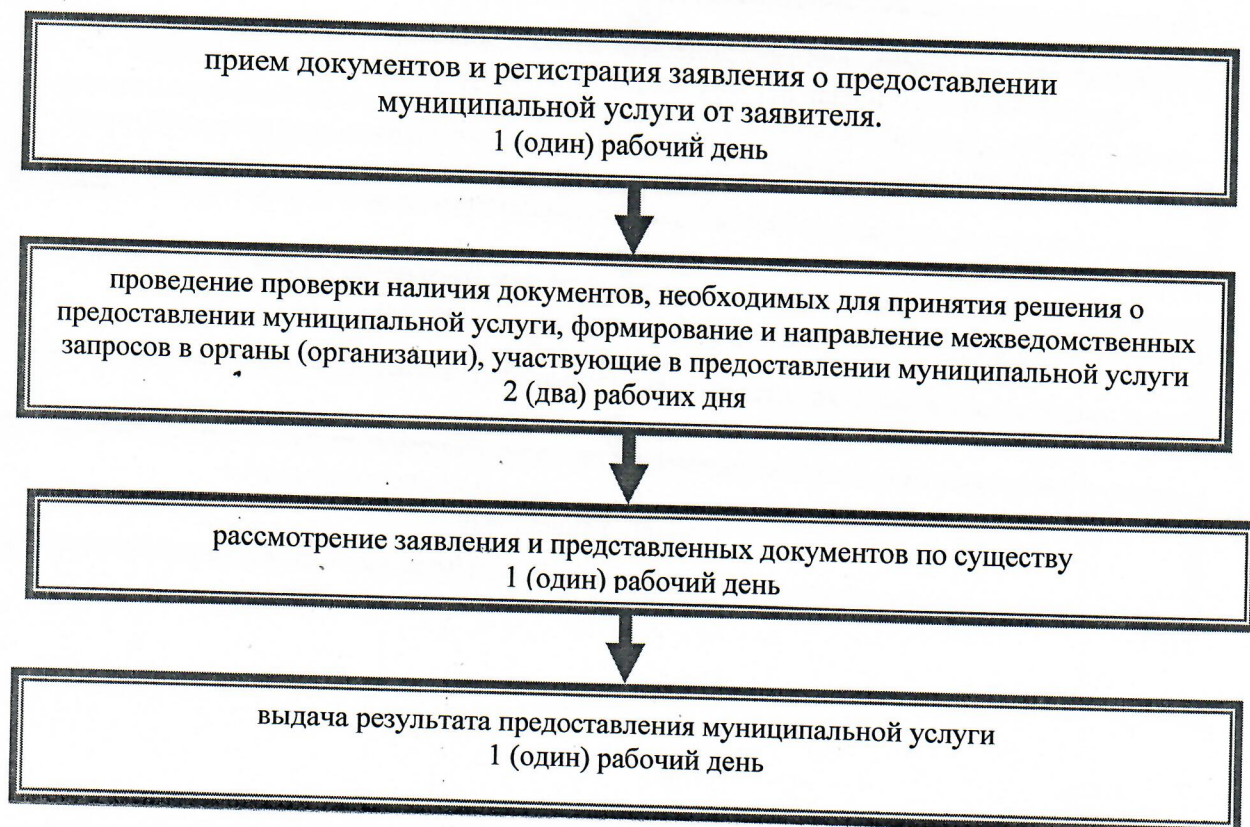 прием документов и регистрация заявления о предоставлении
муниципальной услуги от заявителя.
1 (один) рабочий день
проведение проверки наличия документов, необходимых для принятия решения о
предоставлении муниципальной услуги, формирование и направление межведомственных
запросов в органы (организации), участвующие в предоставлении муниципальной услуги
2 (два) рабочих дня
рассмотрение заявления и представленных документов по существу
1 (один) рабочий день
выдача результата предоставления муниципальной услуги
1 (один) рабочий день